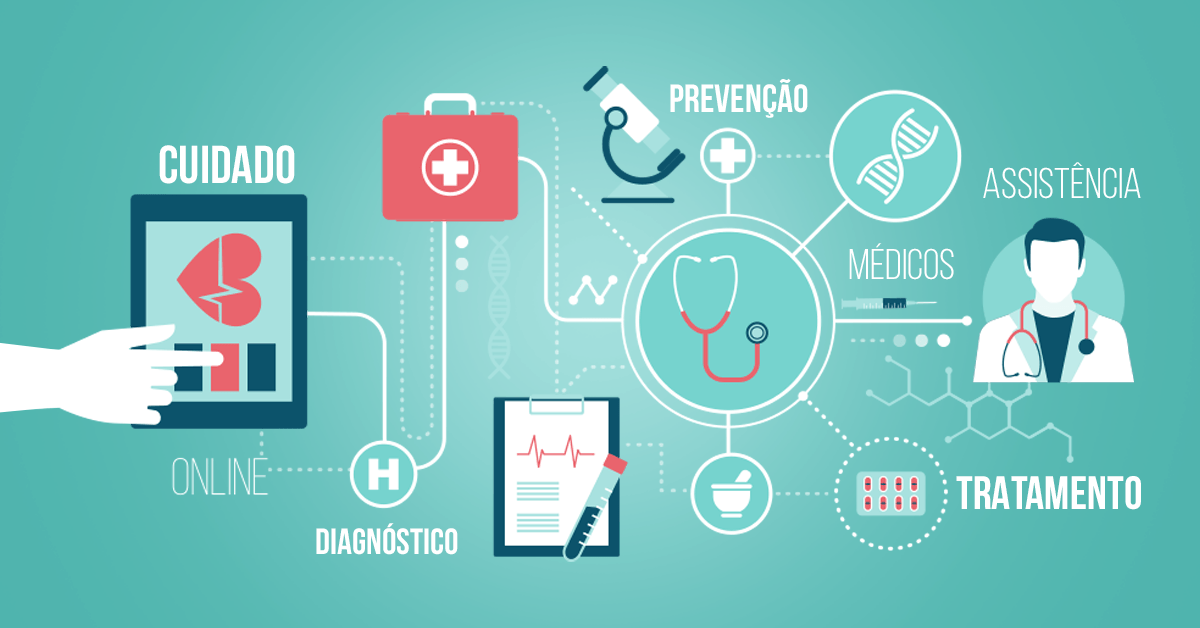 PREVENÇÃO
CUIDADO
ASSISTÊNCIA
MÉDICOS
ONLINE
H
TRATAMENTO
DIAGNÓSTICO